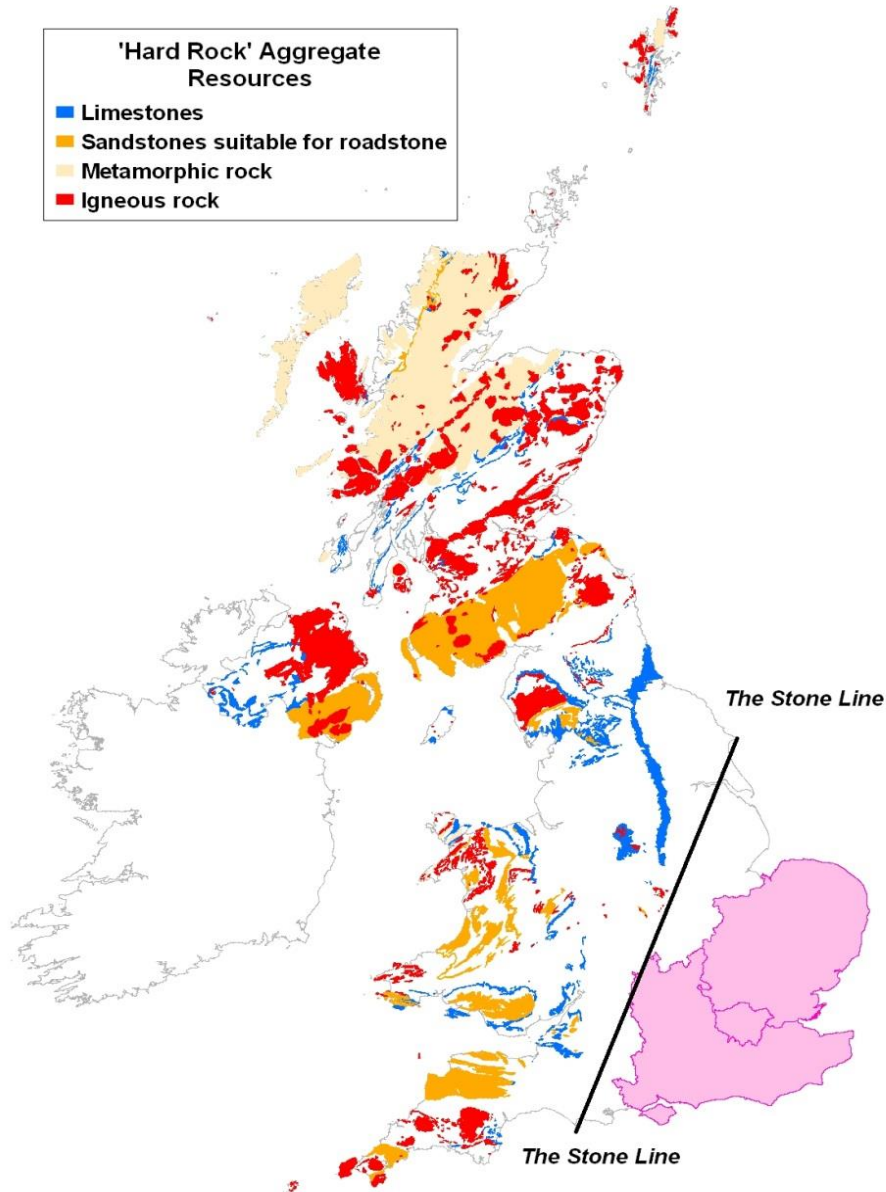 'Hard Rock' Aggregate
Resources
Limestones
Sandstones suitable for roadstone
Metamorphic rock
Igneous rock
The Stone Line
The Stone Line